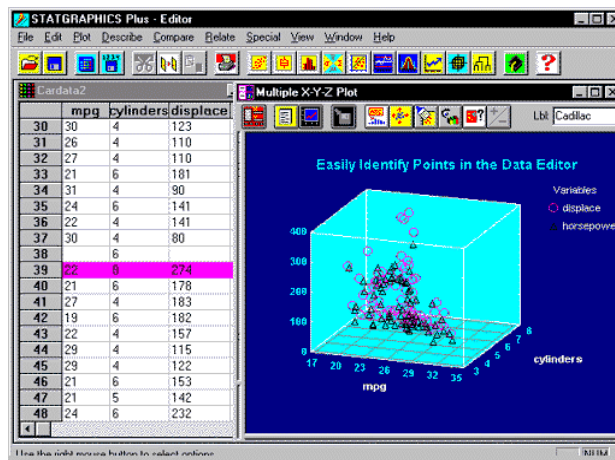 STATGRAPHICS Plus - Editor
File Edit Plot Describe Compare Relate Special View Window Help
Cardata2
mpg cylinders displace
30 30 4 123
31 26 4 110
32 27 4 110
33 21 6 181
34 31 4 90
35 24 6 141
36 22 4 141
37 30 4 80
38 6
39 22 8 274
40 21 6 178
41 27 4 183
42 19 6 182
43 22 4 157
44 29 4 115
45 29 4 122
46 21 6 153
47 21 5 142
48 24 6 232
Multiple X-Y-Z Plot
Lbl: Cadillac
Easily Identify Points in the Data Editor
Variables
displace
horsepower
400
300
200
100
0
17 20 23 26 29 32 35
mpg
3 4 5 6 7 8
cylinders
Use the right mouse button to select options
NUM